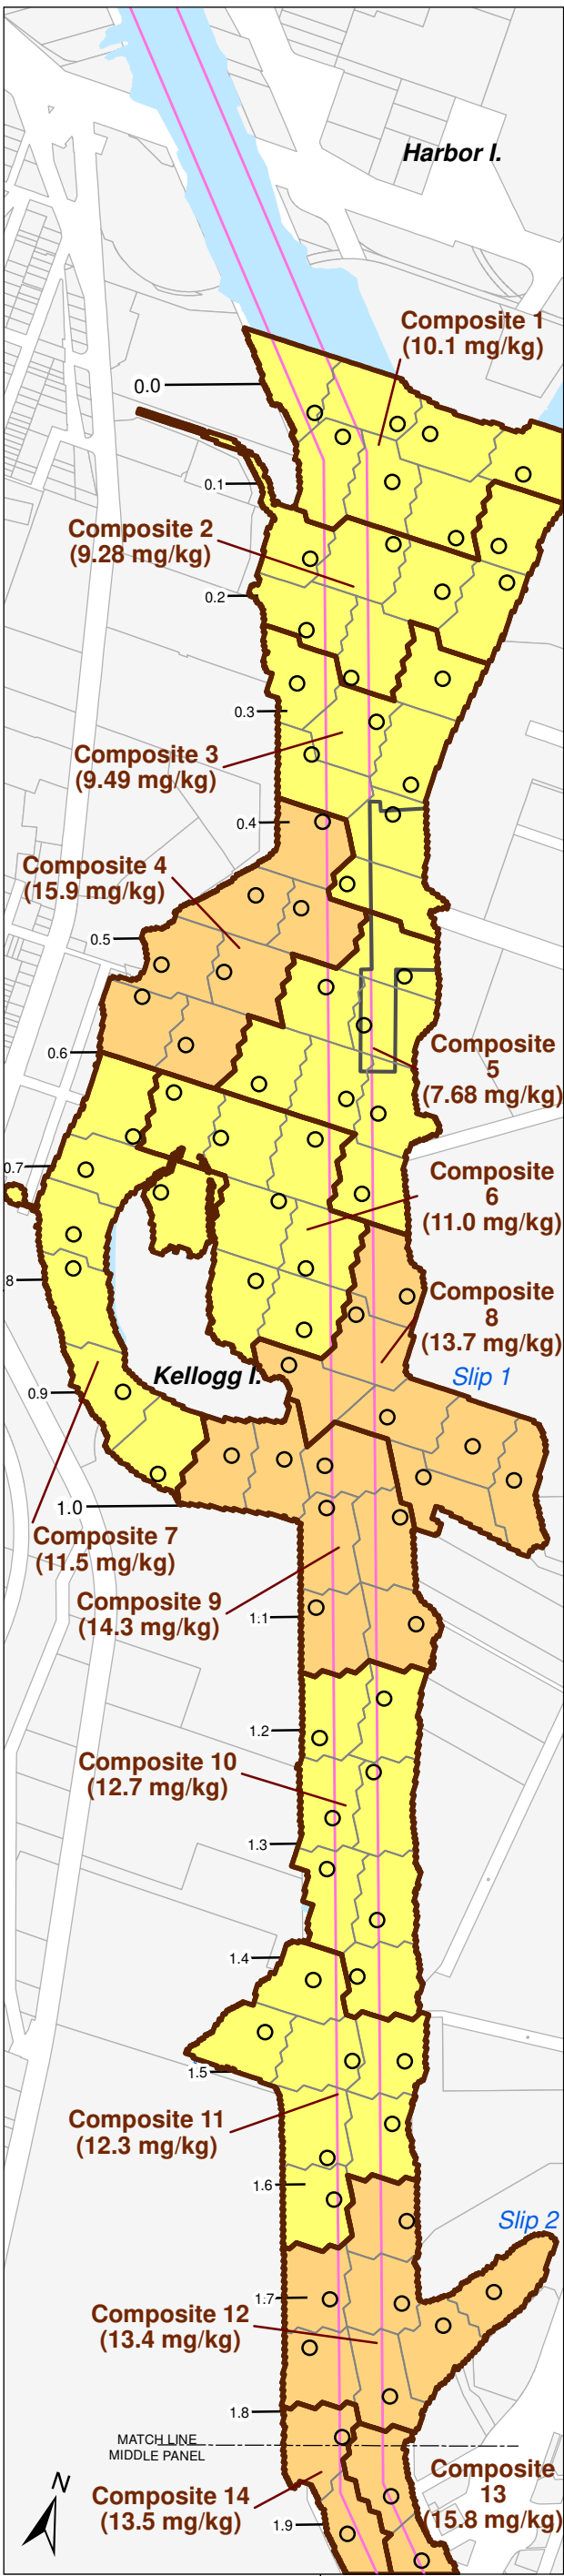 Harbor I.
Composite 1
(10.1 mg/kg)
0.0
0.1
Composite 2
(9.28 mg/kg)
0.2
0.3
Composite 3
(9.49 mg/kg)
0.4
Composite 4
(15.9 mg/kg)
0.5
Composite
5
(7.68 mg/kg)
0.6
0.7
Composite
6
(11.0 mg/kg)
8
Composite
8
(13.7 mg/kg)
Kellogg I.
Slip 1
0.9
1.0
Composite 7
(11.5 mg/kg)
Composite 9
(14.3 mg/kg)
1.1
1.2
Composite 10
(12.7 mg/kg)
1.3
1.4
1.5
Composite 11
(12.3 mg/kg)
1.6
Slip 2
1.7
Composite 12
(13.4 mg/kg)
1.8
MATCH LINE
MIDDLE PANEL
N
Composite 14
(13.5 mg/kg)
Composite
13
(15.8 mg/kg)
1.9